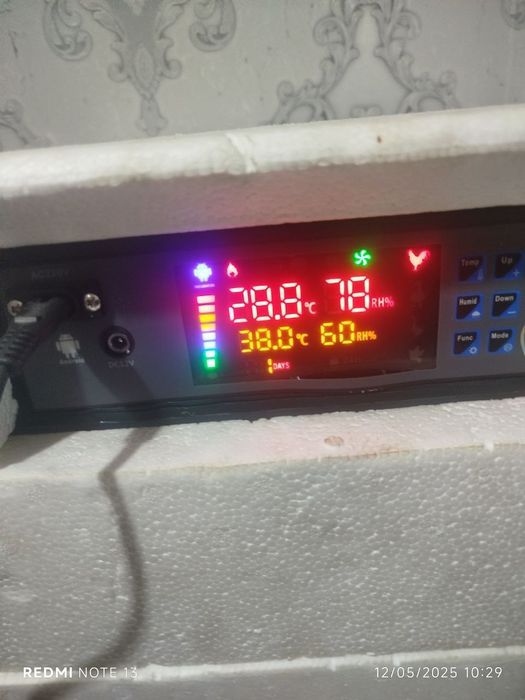 AC220V
28.8 °C 78 RH%
38.0 °C 60 RH%
1 DAYS
DC12V
Temp
Up +
Humid
Down -
Func
Mode
REDMI NOTE 13
12/05/2025 10:29